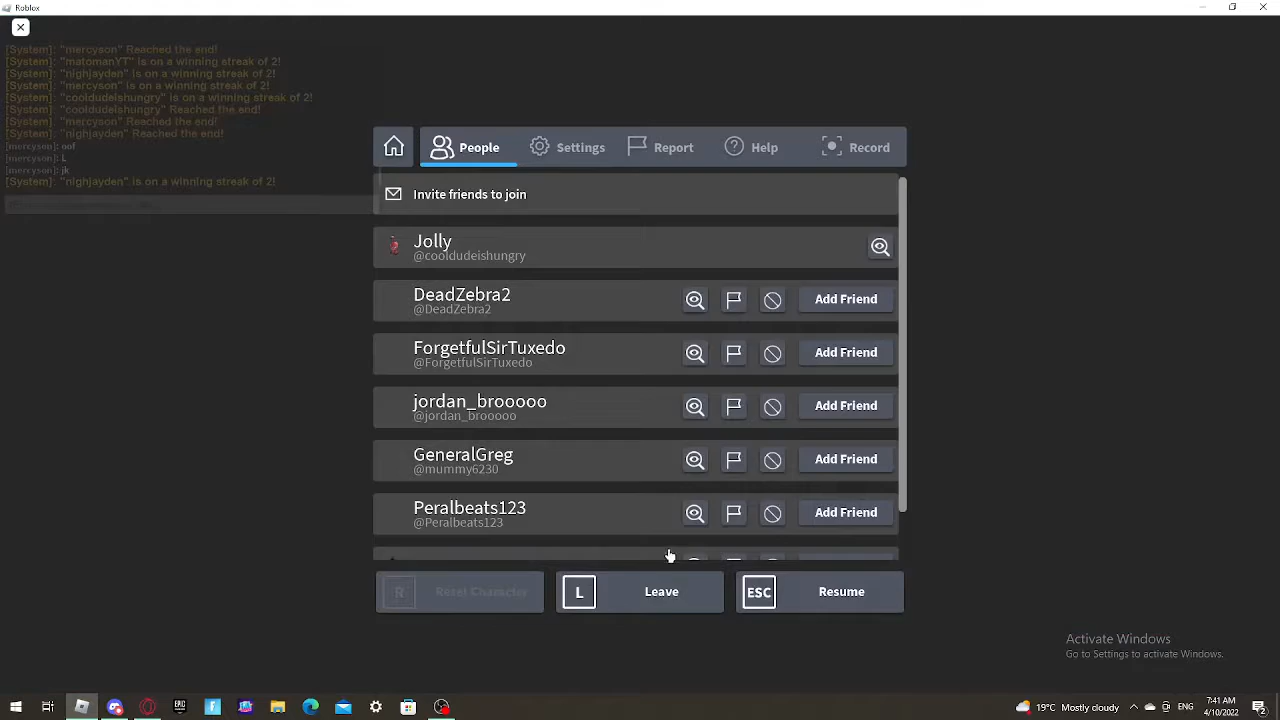 Roblox
[System]: "mercyson" Reached the end!
[System]: "matomanYT" is on a winning streak of 2!
[System]: "nighjayden" is on a winning streak of 2!
[System]: "mercyson" is on a winning streak of 2!
[System]: "cooldudeishungry" is on a winning streak of 2!
[System]: "cooldudeishungry" Reached the end!
[System]: "mercyson" Reached the end!
[System]: "nighjayden" Reached the end!
[mercyson]: oof
[mercyson]: L
[mercyson]: jk
[System]: "nighjayden" is on a winning streak of 2!
People Settings Report Help Record
Invite friends to join
Jolly
@cooldudeishungry
DeadZebra2
@DeadZebra2
Add Friend
ForgetfulSirTuxedo
@ForgetfulSirTuxedo
Add Friend
jordan_brooooo
@jordan_brooooo
Add Friend
GeneralGreg
@mummy6230
Add Friend
Peralbeats123
@Peralbeats123
Add Friend
R Reset Character L Leave ESC Resume
Activate Windows
Go to Settings to activate Windows.
EPIC
19°C Mostly cloudy
7:41 AM
4/10/2022
2